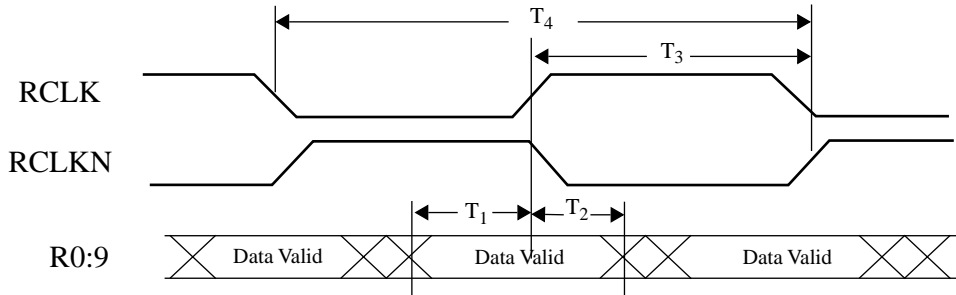 T4
T3
RCLK
RCLKN
T1 T2
R0:9 Data Valid Data Valid Data Valid